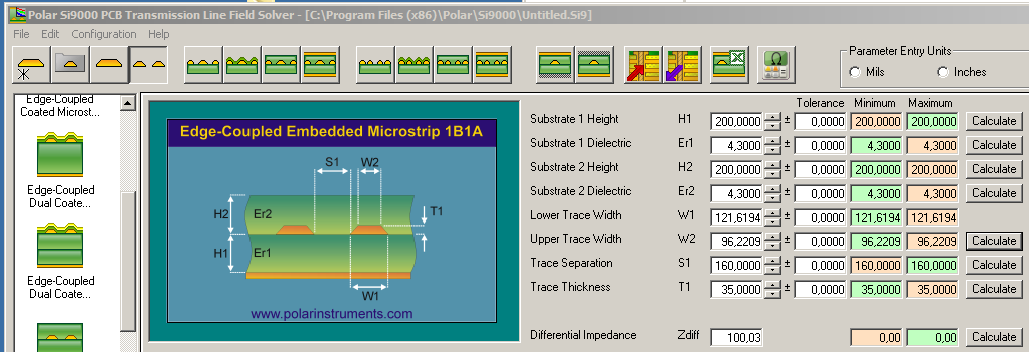 Polar Si9000 PCB Transmission Line Field Solver - [C:\Program Files (x86)\Polar\Si9000\Untitled.Si9]
File Edit Configuration Help
Parameter Entry Units
Mils Inches
Edge-Coupled
Coated Microst...
Edge-Coupled
Dual Coate...
Edge-Coupled
Dual Coate...
Edge-Coupled Embedded Microstrip 1B1A
S1 W2
H2 Er2 T1
H1 Er1
W1
www.polarinstruments.com
Tolerance Minimum Maximum
Substrate 1 Height H1 200,0000 ± 0,0000 200,0000 200,0000 Calculate
Substrate 1 Dielectric Er1 4,3000 ± 0,0000 4,3000 4,3000 Calculate
Substrate 2 Height H2 200,0000 ± 0,0000 200,0000 200,0000 Calculate
Substrate 2 Dielectric Er2 4,3000 ± 0,0000 4,3000 4,3000 Calculate
Lower Trace Width W1 121,6194 ± 0,0000 121,6194 121,6194
Upper Trace Width W2 96,2209 ± 0,0000 96,2209 96,2209 Calculate
Trace Separation S1 160,0000 ± 0,0000 160,0000 160,0000 Calculate
Trace Thickness T1 35,0000 ± 0,0000 35,0000 35,0000 Calculate
Differential Impedance Zdiff 100,03 0,00 0,00 Calculate